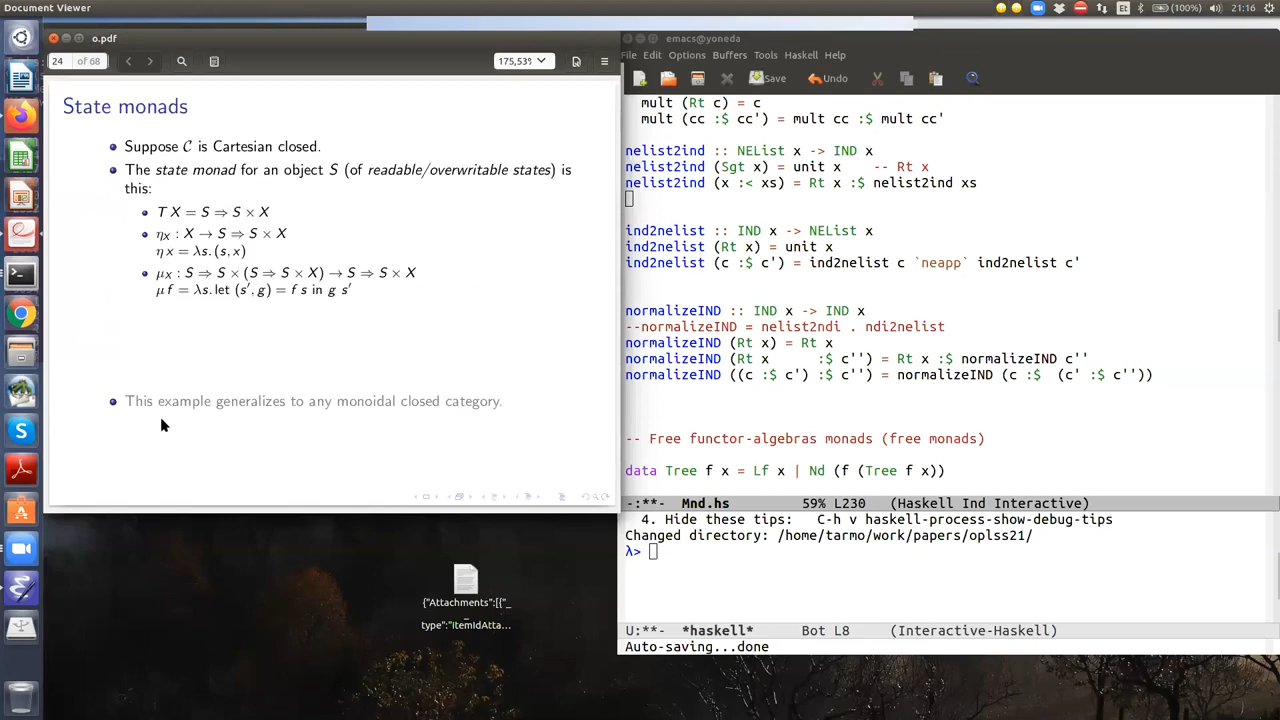 Document Viewer
Et
(100%)
21:16
o.pdf
24 of 68
175,53%
State monads
Suppose C is Cartesian closed.
The state monad for an object S (of readable/overwritable states) is
this:
T X = S ⇒ S × X
η_X : X → S ⇒ S × X
η x = λs. (s, x)
μ_X : S ⇒ S × (S ⇒ S × X) → S ⇒ S × X
μ f = λs. let (s′, g) = f s in g s′
This example generalizes to any monoidal closed category.
{"Attachments":[{"_
_
type":"ItemIdAtta...
emacs@yoneda
File Edit Options Buffers Tools Haskell Help
Save Undo
mult (Rt c) = c
mult (cc :$ cc') = mult cc :$ mult cc'
nelist2ind :: NEList x -> IND x
nelist2ind (Sgt x) = unit x -- Rt x
nelist2ind (x :< xs) = Rt x :$ nelist2ind xs
ind2nelist :: IND x -> NEList x
ind2nelist (Rt x) = unit x
ind2nelist (c :$ c') = ind2nelist c `neapp` ind2nelist c'
normalizeIND :: IND x -> IND x
--normalizeIND = nelist2ndi . ndi2nelist
normalizeIND (Rt x) = Rt x
normalizeIND (Rt x :$ c'') = Rt x :$ normalizeIND c''
normalizeIND ((c :$ c') :$ c'') = normalizeIND (c :$ (c' :$ c''))
-- Free functor-algebras monads (free monads)
data Tree f x = Lf x | Nd (f (Tree f x))
-:**- Mnd.hs 59% L230 (Haskell Ind Interactive)
4. Hide these tips: C-h v haskell-process-show-debug-tips
Changed directory: /home/tarmo/work/papers/oplss21/
λ>
U:**- *haskell* Bot L8 (Interactive-Haskell)
Auto-saving...done